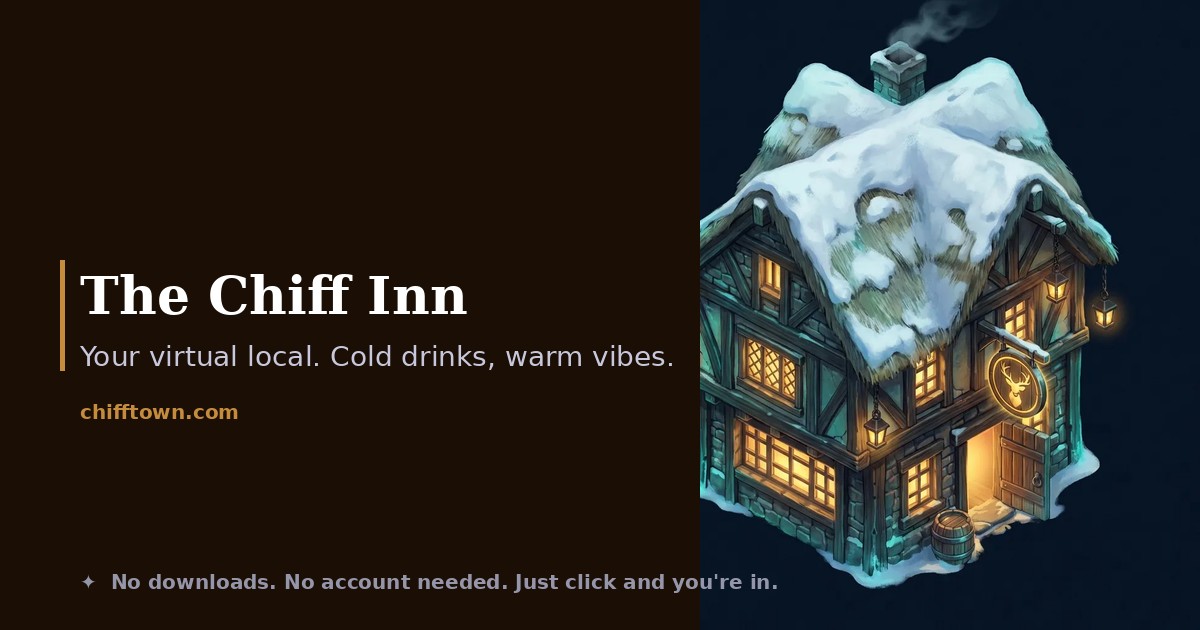 The Chiff Inn
Your virtual local. Cold drinks, warm vibes.
chifftown.com
✦ No downloads. No account needed. Just click and you're in.